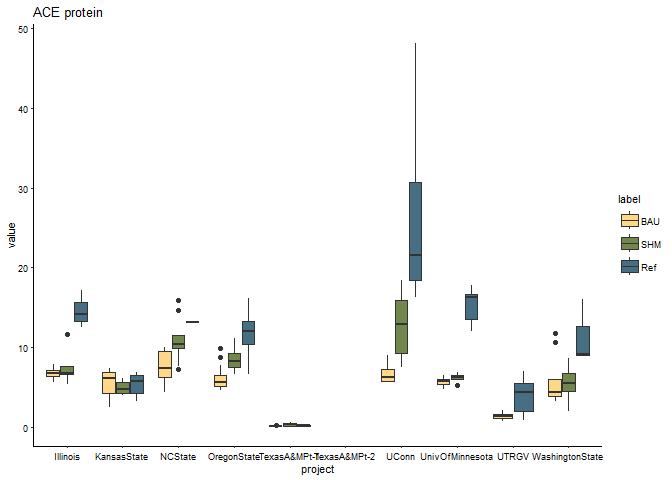 ACE protein
50
40
30
20
10
0
value
Illinois
KansasState
NCState
OregonState
TexasA&MPt-1
TexasA&MPt-2
UConn
UnivOfMinnesota
UTRGV
WashingtonState
project
label
BAU
SHM
Ref